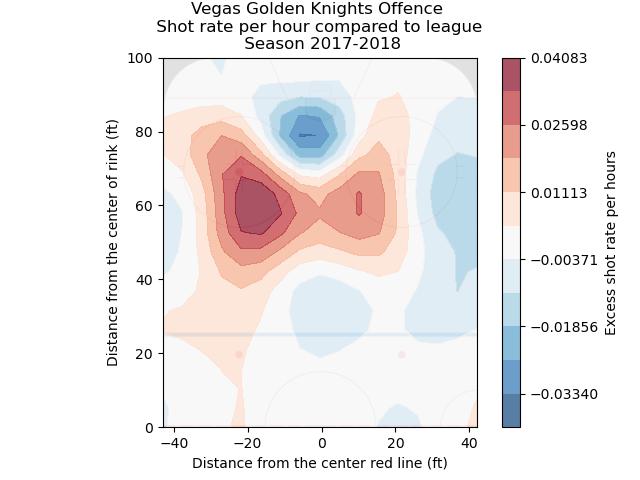 Vegas Golden Knights Offence
Shot rate per hour compared to league
Season 2017-2018
100
80
60
40
20
0
−40
−20
0
20
40
Distance from the center of rink (ft)
Distance from the center red line (ft)
0.04083
0.02598
0.01113
−0.00371
−0.01856
−0.03340
Excess shot rate per hours